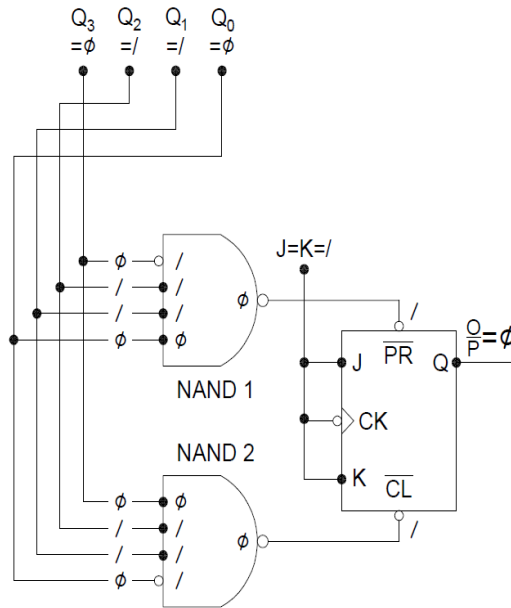 Q3 Q2 Q1 Q0
=ϕ =/ =/ =ϕ
J=K=/
ϕ /
/ /
/ /
ϕ ϕ
ϕ
/
NAND 1
J PR Q
O/P=ϕ
CK
K CL
NAND 2
ϕ ϕ
/ /
/ /
ϕ /
ϕ
/